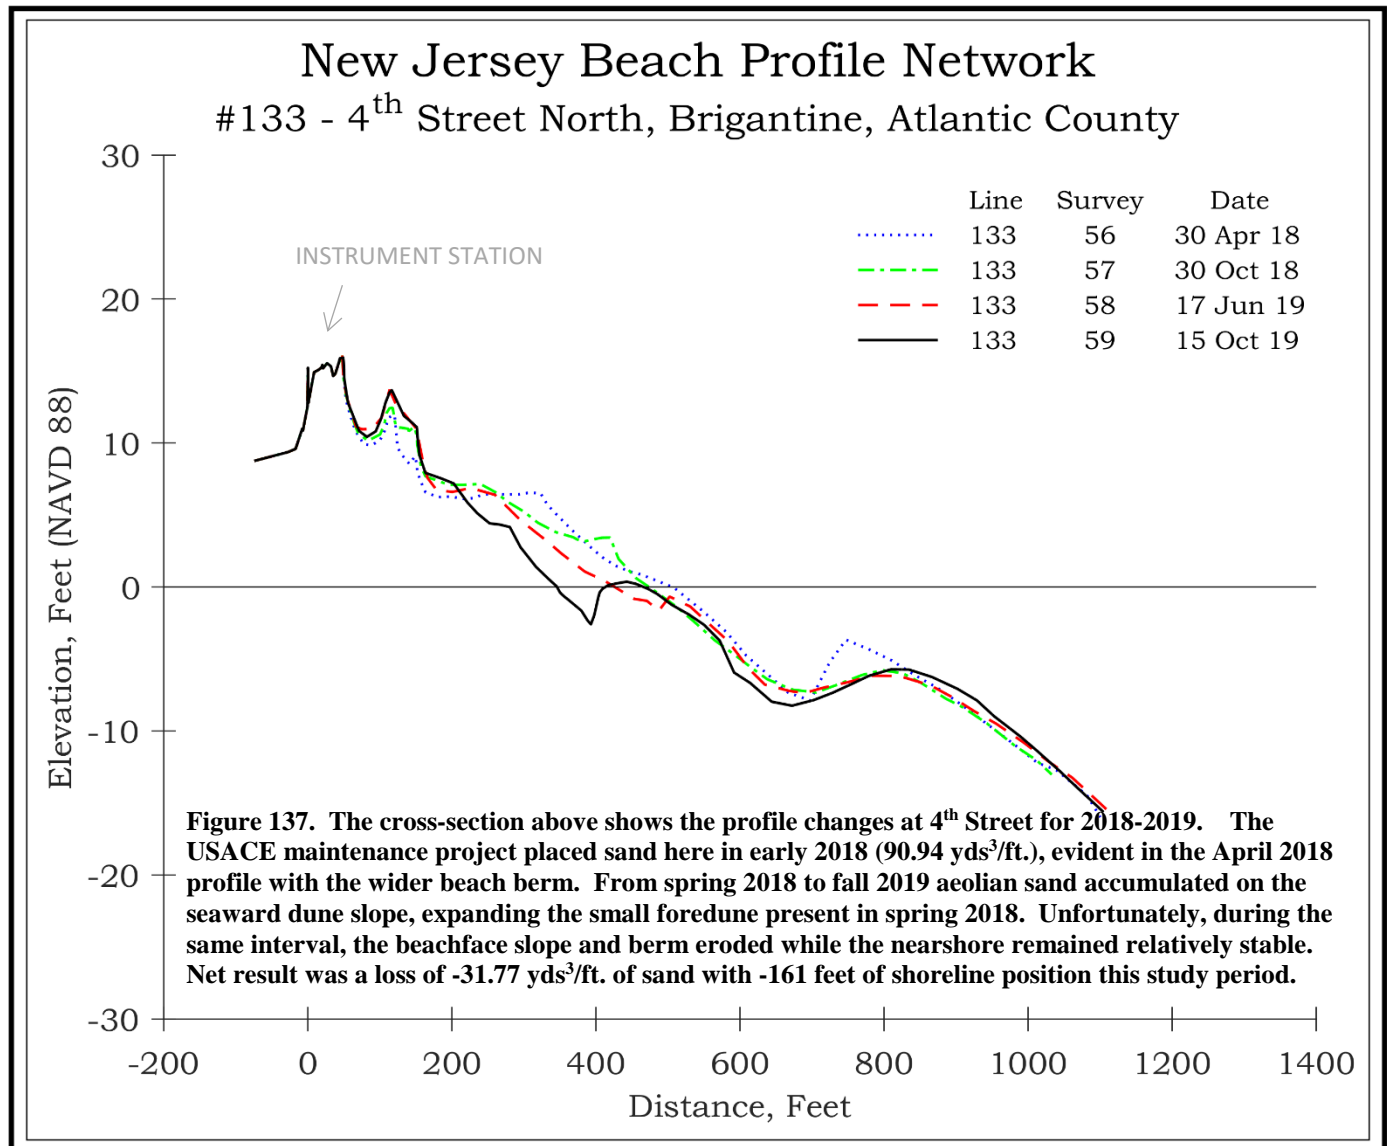 New Jersey Beach Profile Network
#133 - 4th Street North, Brigantine, Atlantic County
30
Line Survey Date
133 56 30 Apr 18
133 57 30 Oct 18
133 58 17 Jun 19
133 59 15 Oct 19
INSTRUMENT STATION
20
10
0
-10
-20
-30
Elevation, Feet (NAVD 88)
Figure 137. The cross-section above shows the profile changes at 4th Street for 2018-2019. The
USACE maintenance project placed sand here in early 2018 (90.94 yds³/ft.), evident in the April 2018
profile with the wider beach berm. From spring 2018 to fall 2019 aeolian sand accumulated on the
seaward dune slope, expanding the small foredune present in spring 2018. Unfortunately, during the
same interval, the beachface slope and berm eroded while the nearshore remained relatively stable.
Net result was a loss of -31.77 yds³/ft. of sand with -161 feet of shoreline position this study period.
-200 0 200 400 600 800 1000 1200 1400
Distance, Feet